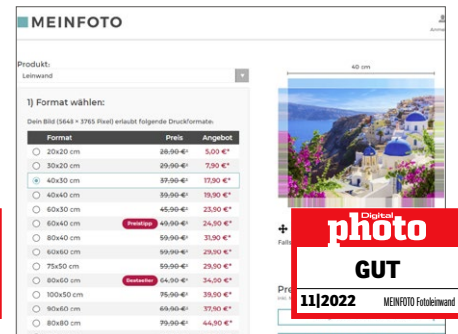 MEINFOTO
Produkt:
Leinwand
40 cm
1) Format wählen:
Dein Bild (5648 × 3765 Pixel) erlaubt folgende Druckformate:
Format Preis Angebot
20x20 cm 28,90 €* 5,00 €*
30x20 cm 29,90 €* 7,90 €*
40x30 cm 37,90 €* 17,90 €*
40x40 cm 39,90 €* 19,90 €*
60x30 cm 45,90 €* 23,50 €*
60x40 cm Preistipp 49,90 €* 24,90 €*
80x40 cm 59,90 €* 31,90 €*
60x60 cm 59,90 €* 29,90 €*
75x50 cm 59,90 €* 29,90 €*
80x60 cm Bestseller 64,90 €* 34,90 €*
100x50 cm 75,90 €* 39,90 €*
90x60 cm 69,90 €* 37,90 €*
80x80 cm 79,90 €* 44,90 €*
Digital
photo
GUT
11|2022 MEINFOTO Fotoleinwand